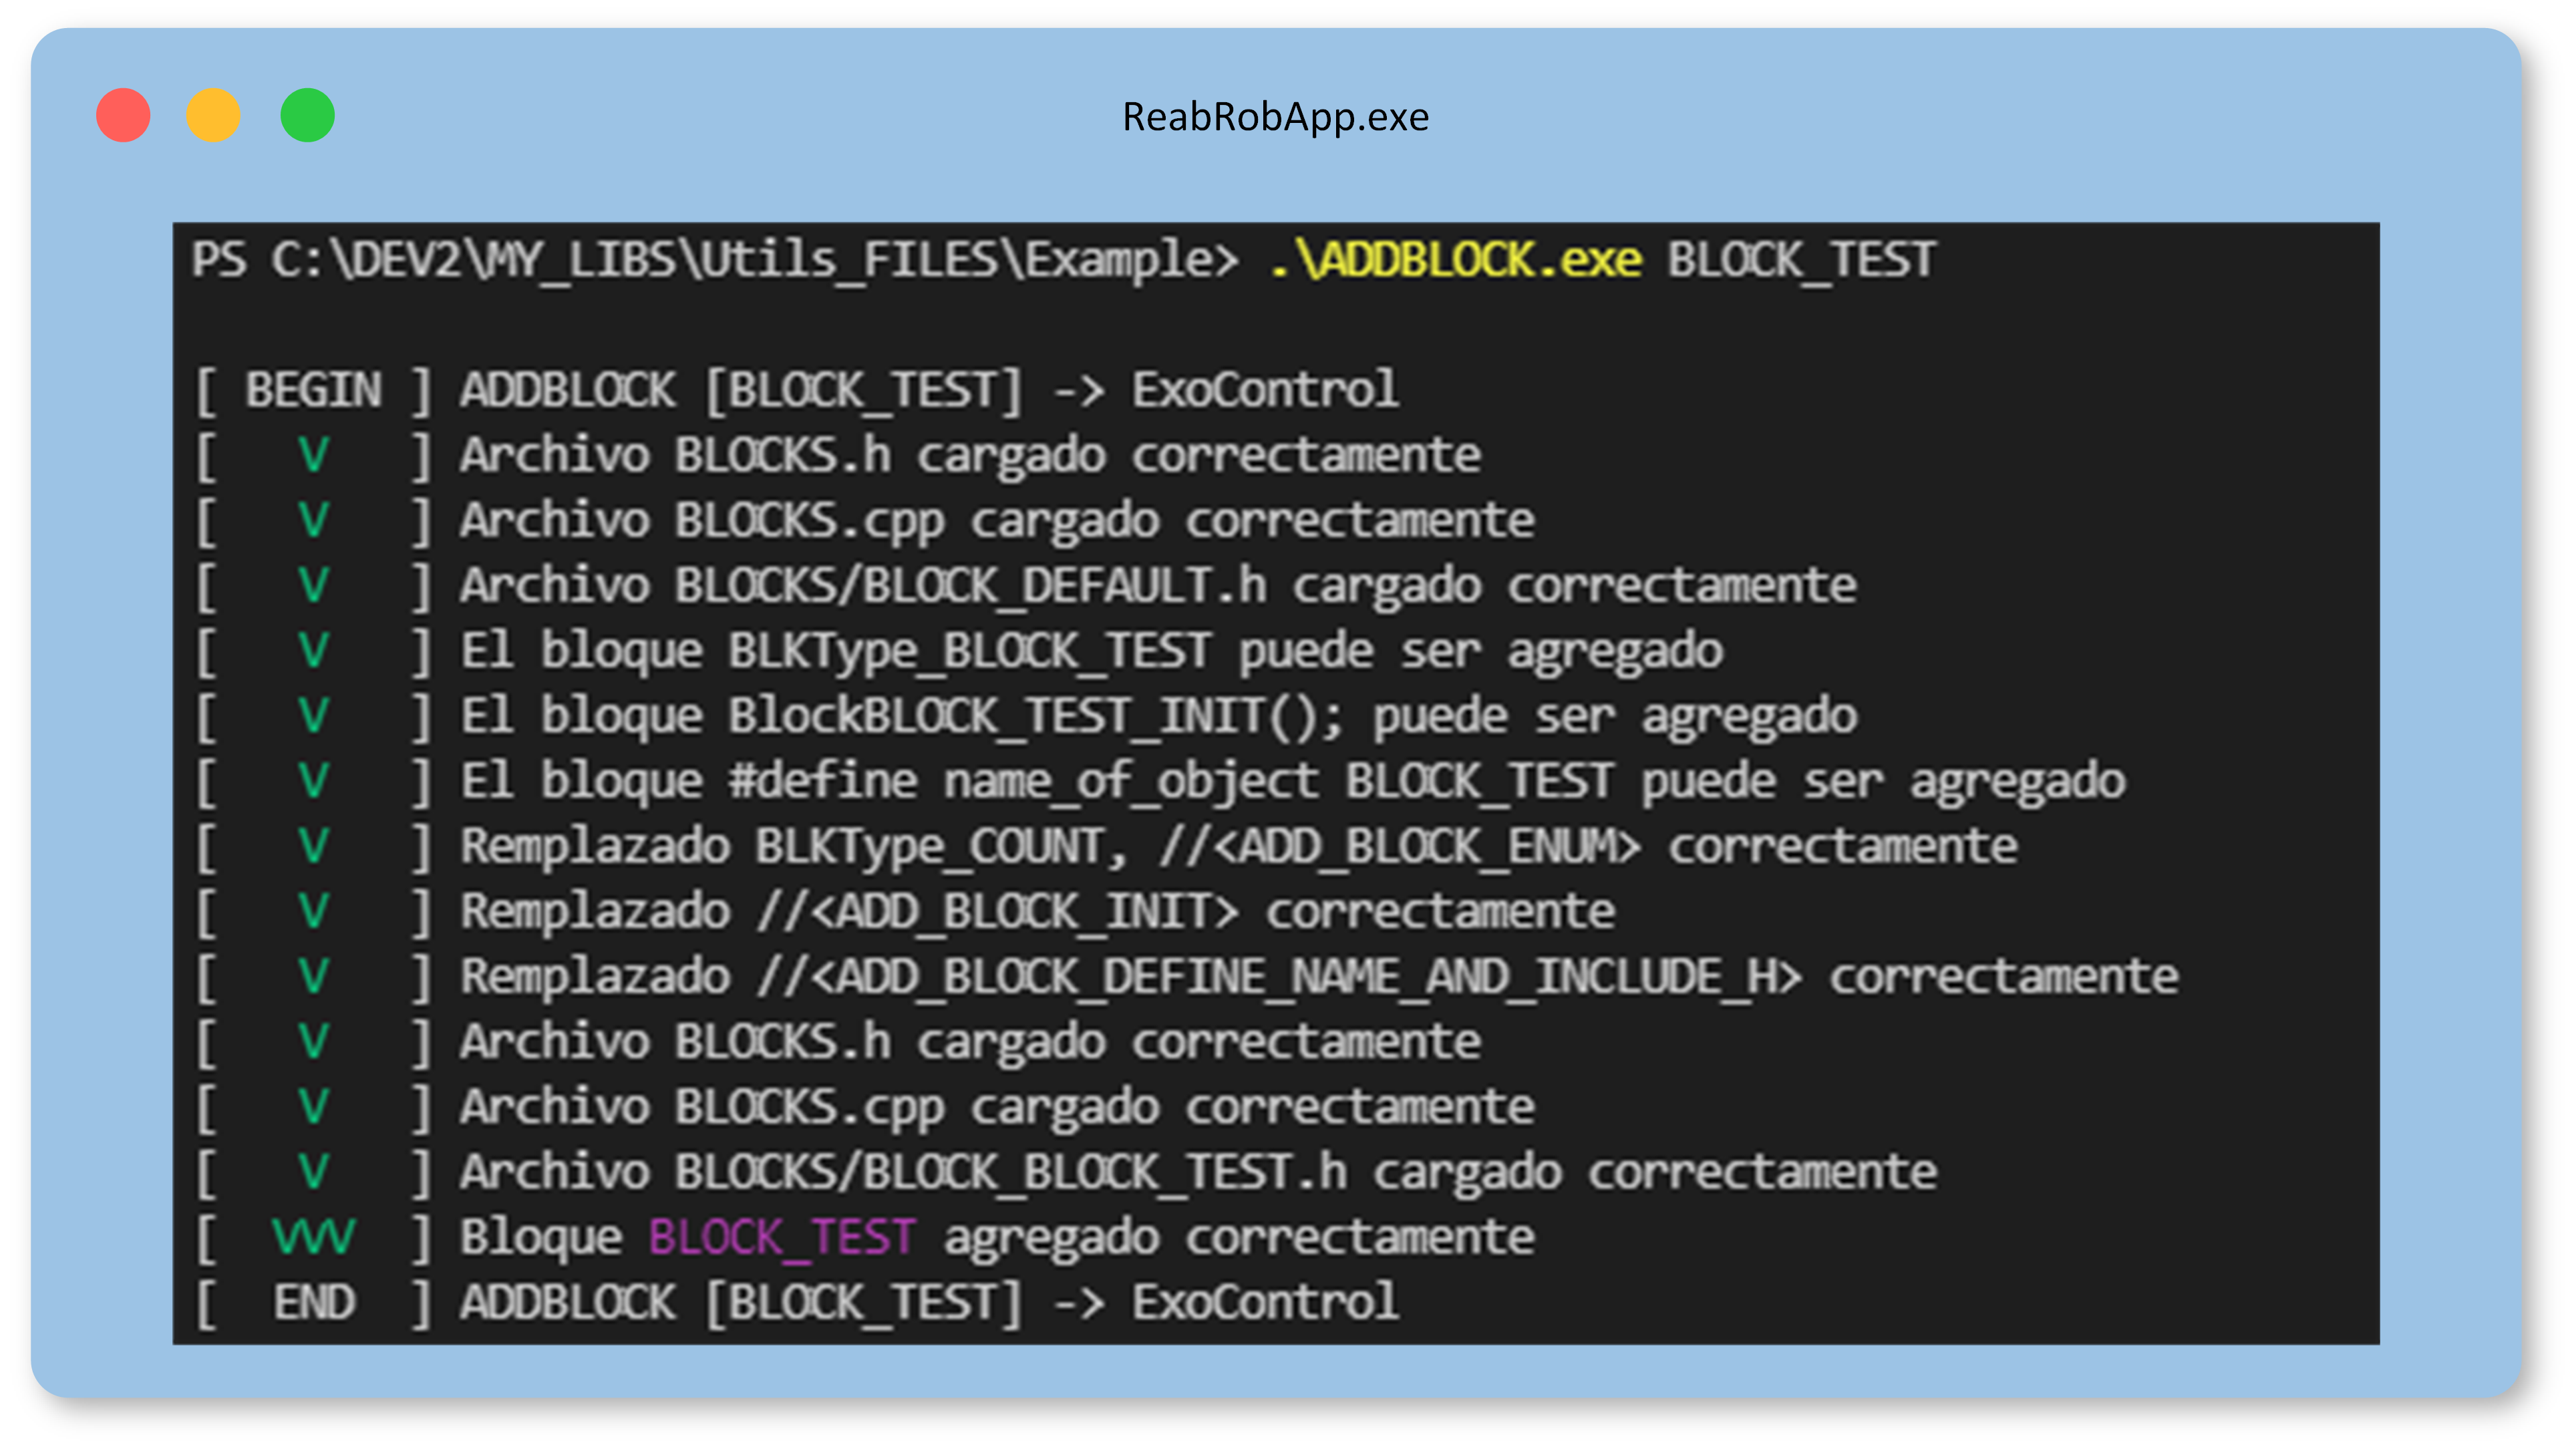 ReabRobApp.exe
PS C:\DEV2\MY_LIBS\Utils_FILES\Example> .\ADDBLOCK.exe BLOCK_TEST
[ BEGIN ] ADDBLOCK [BLOCK_TEST] -> ExoControl
[ V ] Archivo BLOCKS.h cargado correctamente
[ V ] Archivo BLOCKS.cpp cargado correctamente
[ V ] Archivo BLOCKS/BLOCK_DEFAULT.h cargado correctamente
[ V ] El bloque BLKType_BLOCK_TEST puede ser agregado
[ V ] El bloque BlockBLOCK_TEST_INIT(); puede ser agregado
[ V ] El bloque #define name_of_object BLOCK_TEST puede ser agregado
[ V ] Remplazado BLKType_COUNT, //<ADD_BLOCK_ENUM> correctamente
[ V ] Remplazado //<ADD_BLOCK_INIT> correctamente
[ V ] Remplazado //<ADD_BLOCK_DEFINE_NAME_AND_INCLUDE_H> correctamente
[ V ] Archivo BLOCKS.h cargado correctamente
[ V ] Archivo BLOCKS.cpp cargado correctamente
[ V ] Archivo BLOCKS/BLOCK_BLOCK_TEST.h cargado correctamente
[ VVV ] Bloque BLOCK_TEST agregado correctamente
[ END ] ADDBLOCK [BLOCK_TEST] -> ExoControl